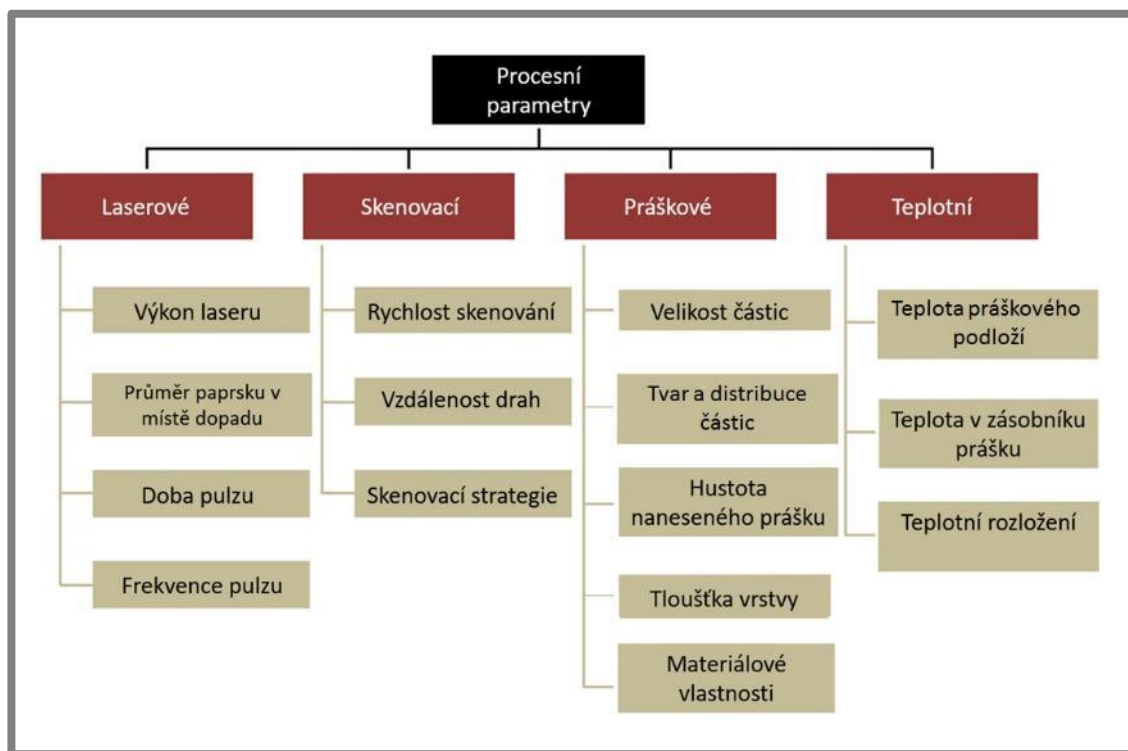 Procesní
parametry
Laserové
Výkon laseru
Průměr paprsku v
místě dopadu
Doba pulzu
Frekvence pulzu
Skenovací
Rychlost skenování
Vzdálenost drah
Skenovací strategie
Práškové
Velikost částic
Tvar a distribuce
částic
Hustota
naneseného prášku
Tloušťka vrstvy
Materiálové
vlastnosti
Teplotní
Teplota práškového
podloží
Teplota v zásobníku
prášku
Teplotní rozložení